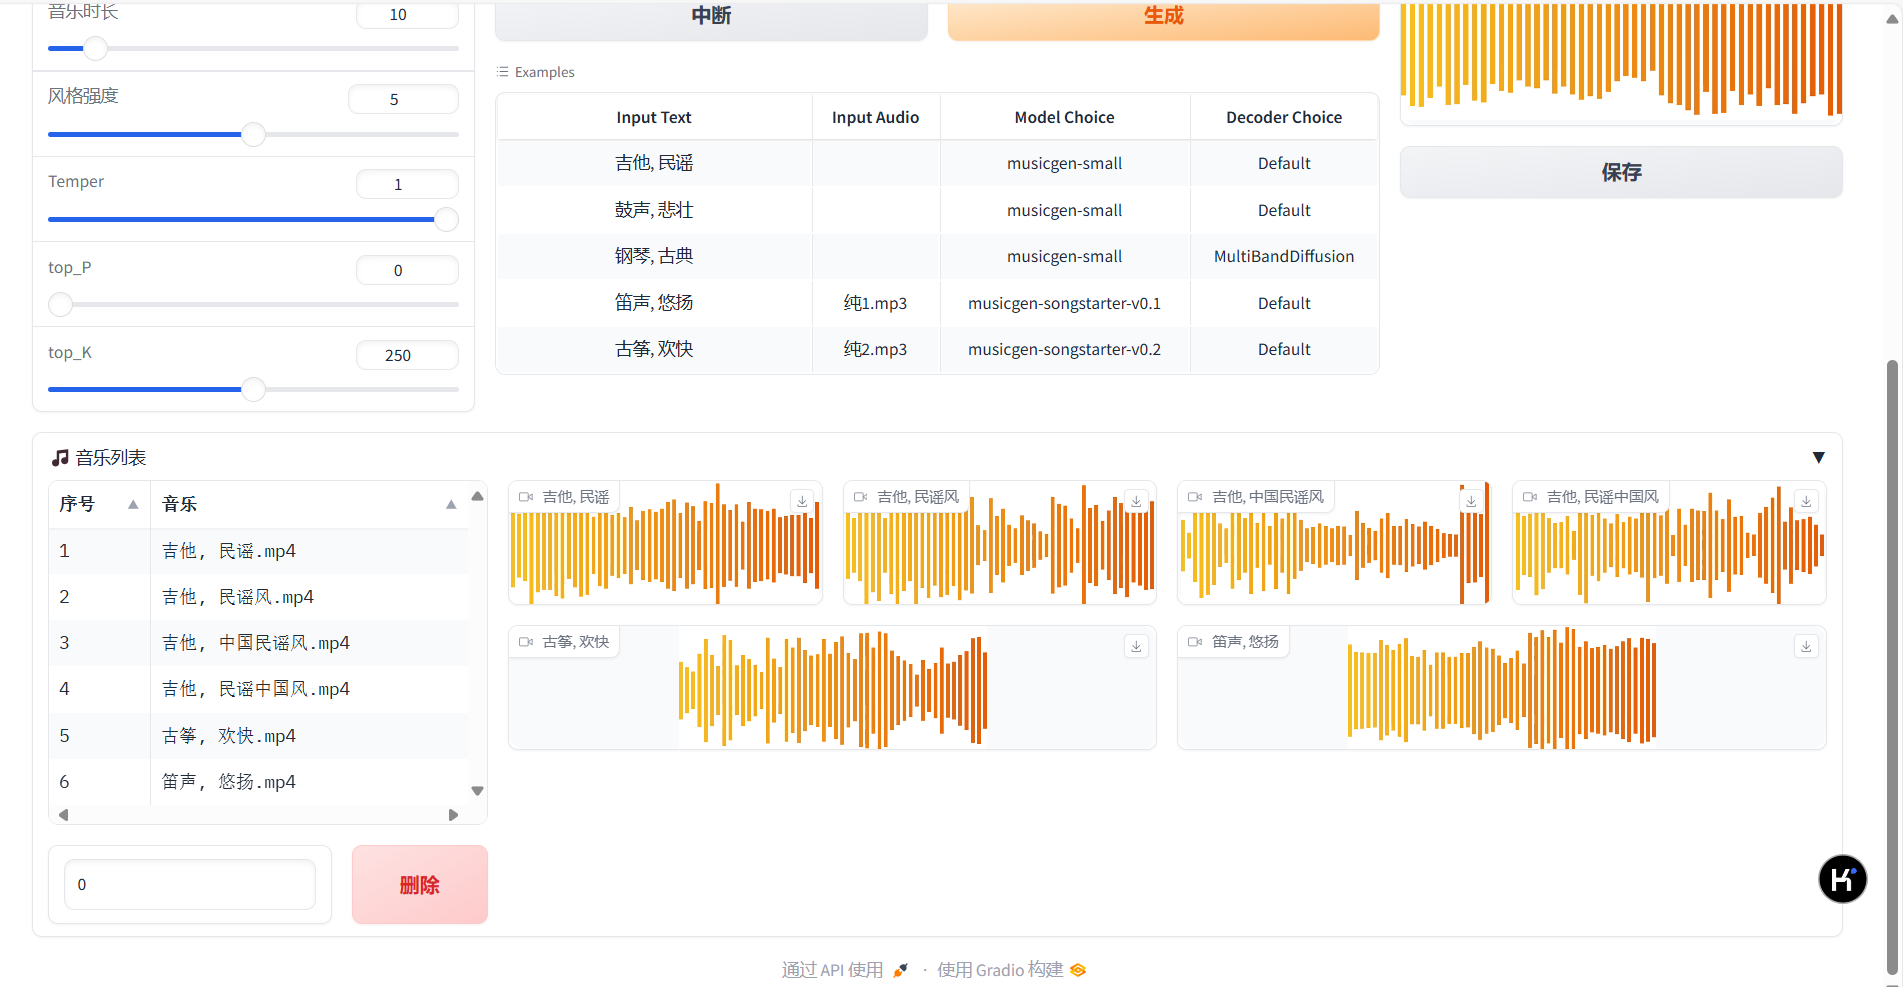 音乐时长
10
中断
生成
风格强度
5
Temper
1
top_P
0
top_K
250
Examples
Input Text Input Audio Model Choice Decoder Choice
吉他, 民谣 musicgen-small Default
鼓声, 悲壮 musicgen-small Default
钢琴, 古典 musicgen-small MultiBandDiffusion
笛声, 悠扬 纯1.mp3 musicgen-songstarter-v0.1 Default
古筝, 欢快 纯2.mp3 musicgen-songstarter-v0.2 Default
保存
音乐列表
序号 音乐
1 吉他, 民谣.mp4
2 吉他, 民谣风.mp4
3 吉他, 中国民谣风.mp4
4 吉他, 民谣中国风.mp4
5 古筝, 欢快.mp4
6 笛声, 悠扬.mp4
吉他, 民谣
吉他, 民谣风
吉他, 中国民谣风
吉他, 民谣中国风
古筝, 欢快
笛声, 悠扬
0
删除
K
通过 API 使用 · 使用 Gradio 构建